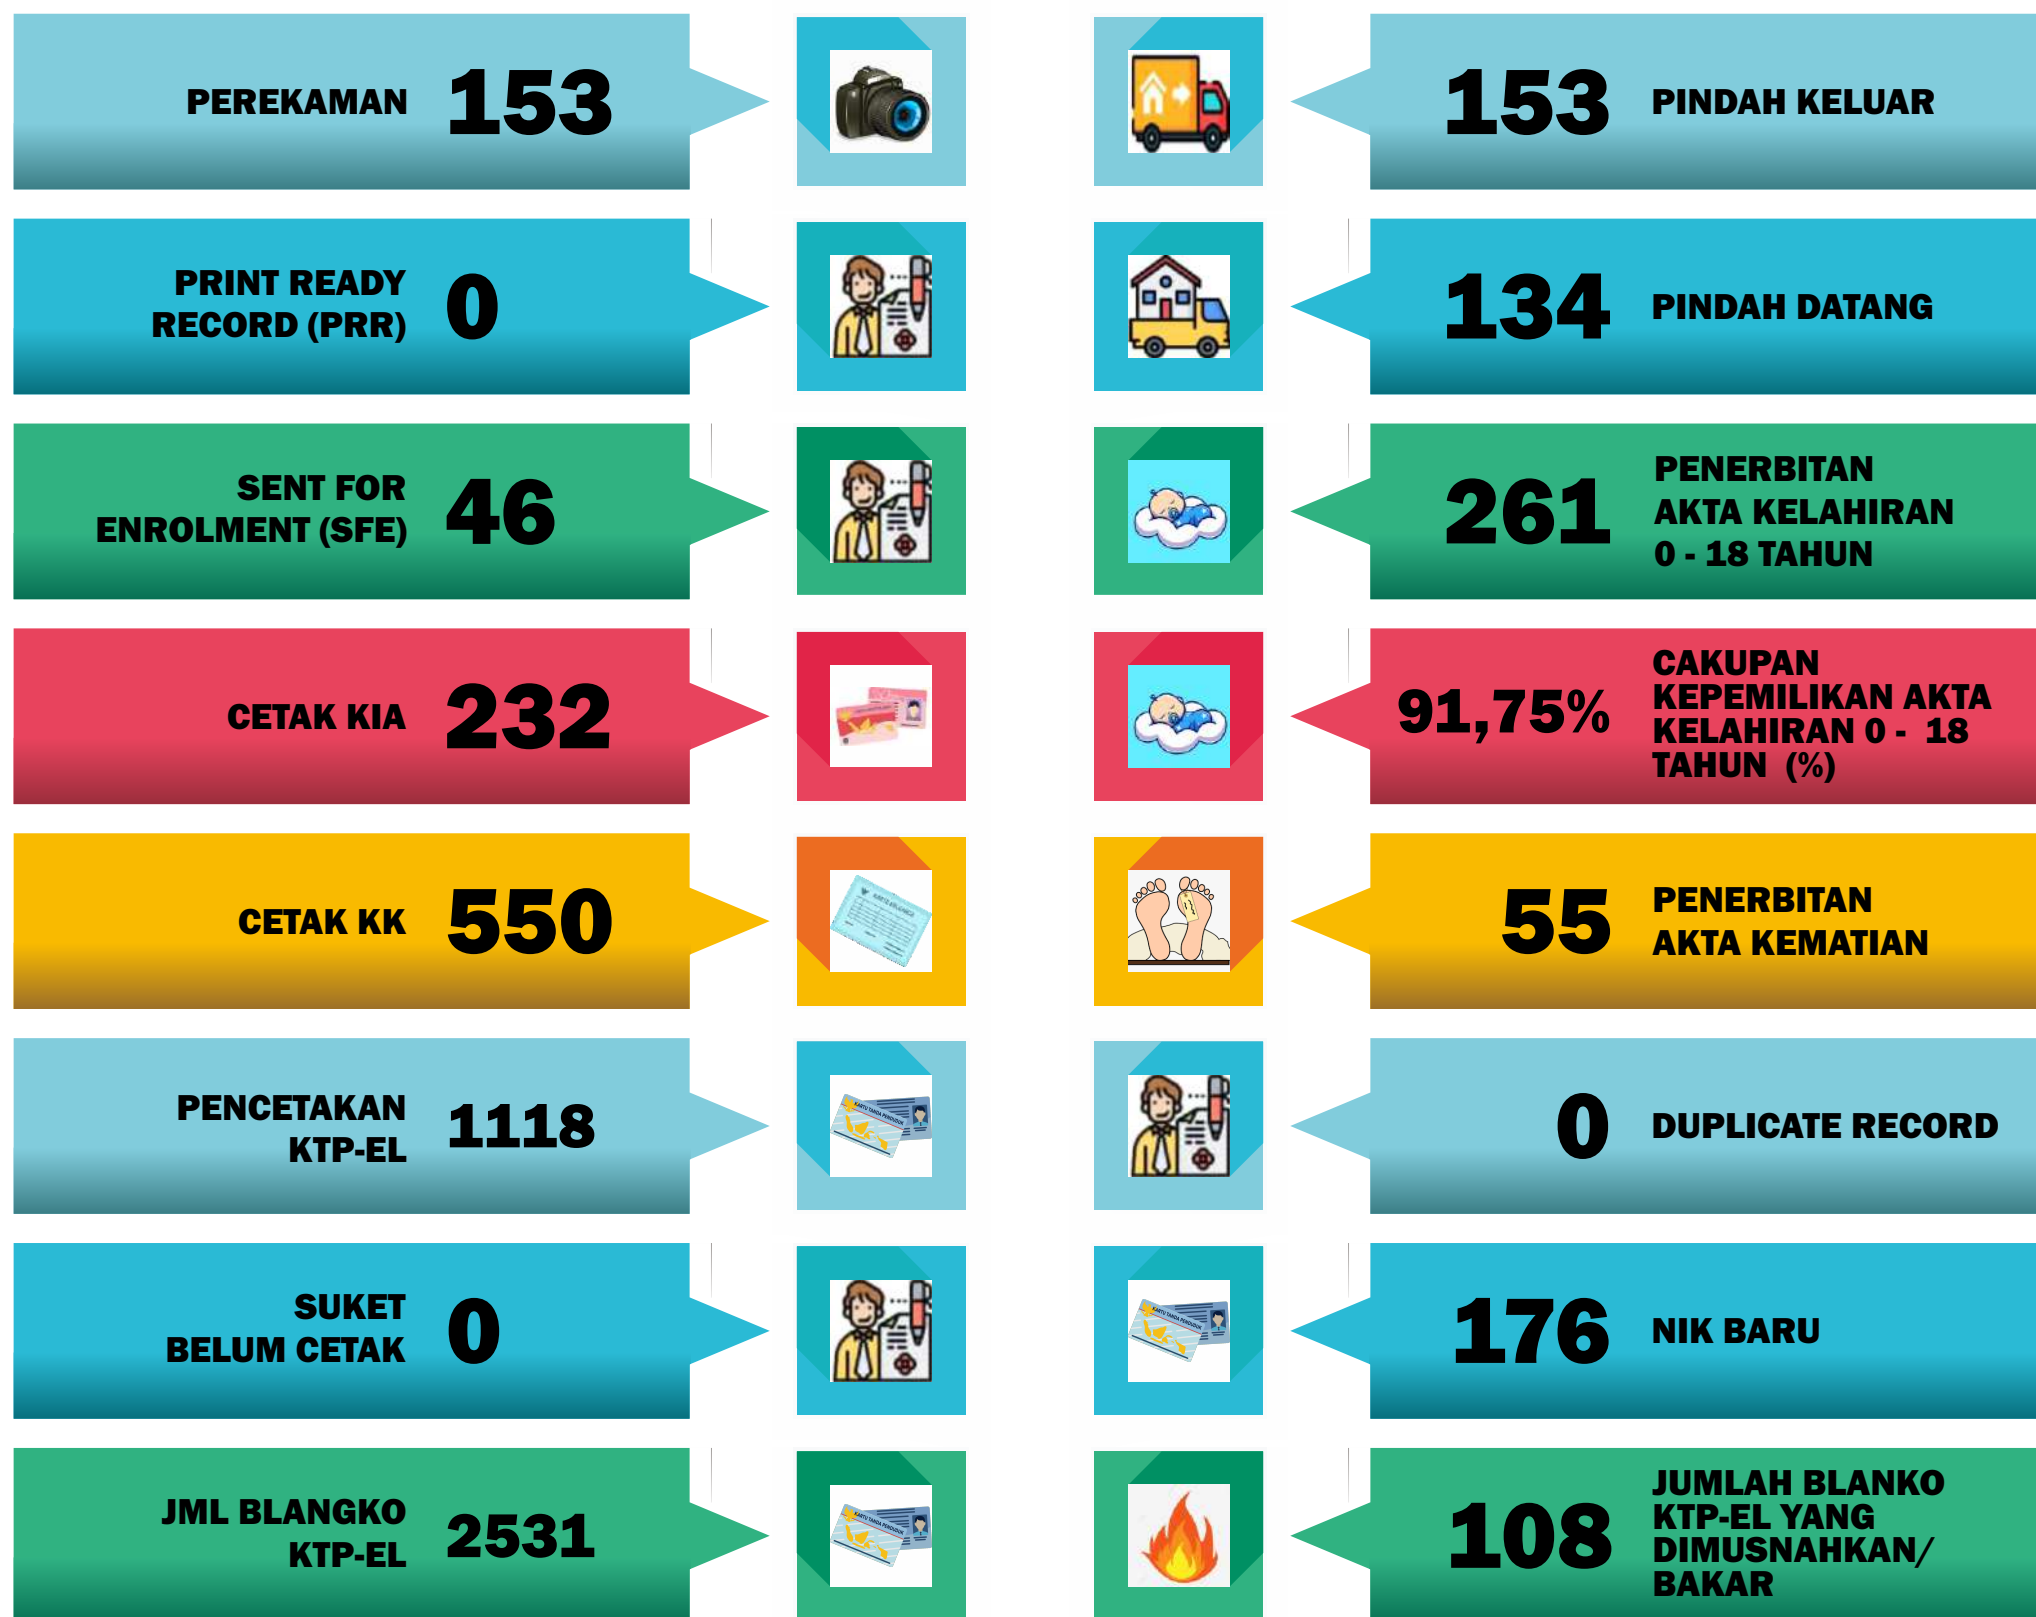 PEREKAMAN 153
153 PINDAH KELUAR
PRINT READY
RECORD (PRR) 0
134 PINDAH DATANG
SENT FOR
ENROLMENT (SFE) 46
261 PENERBITAN
AKTA KELAHIRAN
0 - 18 TAHUN
CETAK KIA 232
91,75% CAKUPAN
KEPEMILIKAN AKTA
KELAHIRAN 0 - 18
TAHUN (%)
CETAK KK 550
55 PENERBITAN
AKTA KEMATIAN
PENCETAKAN
KTP-EL 1118
0 DUPLICATE RECORD
SUKET
BELUM CETAK 0
176 NIK BARU
JML BLANGKO
KTP-EL 2531
108 JUMLAH BLANKO
KTP-EL YANG
DIMUSNAHKAN/
BAKAR